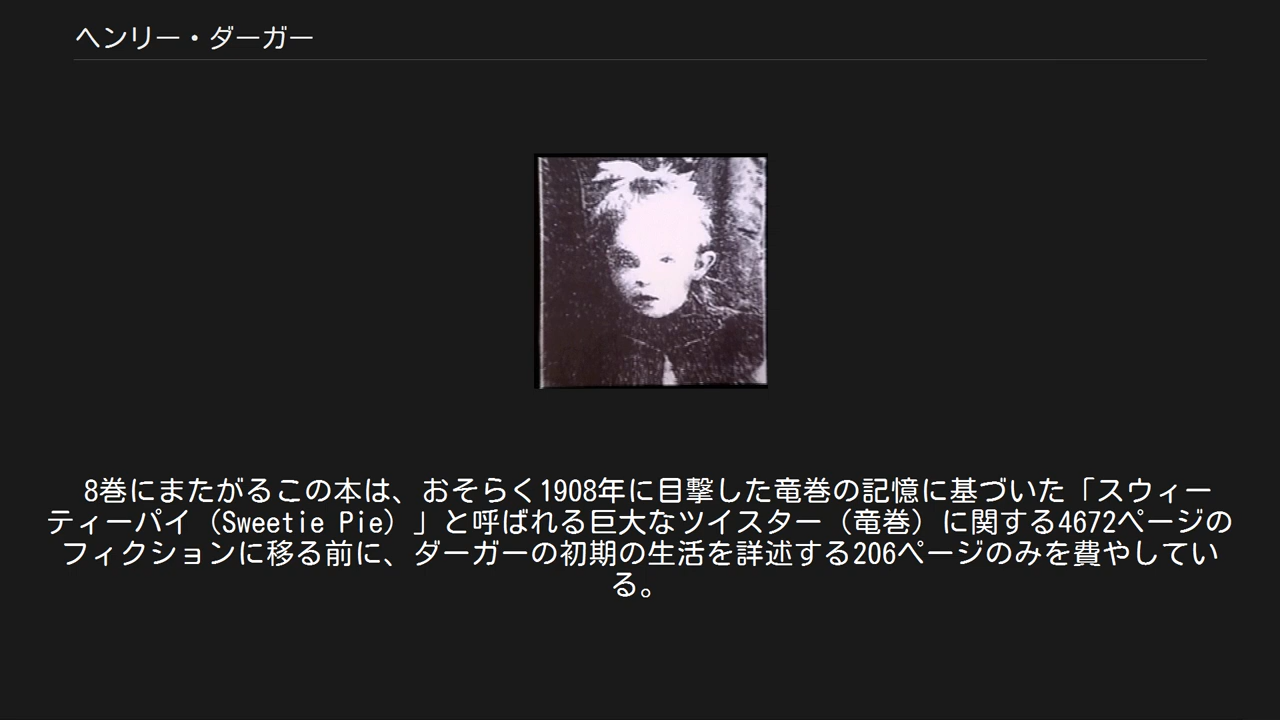 ヘンリー・ダーガー
8巻にまたがるこの本は、おそらく1908年に目撃した竜巻の記憶に基づいた「スウィー
ティーパイ（Sweetie Pie）」と呼ばれる巨大なツイスター（竜巻）に関する4672ページの
フィクションに移る前に、ダーガーの初期の生活を詳述する206ページのみを費やしてい
る。